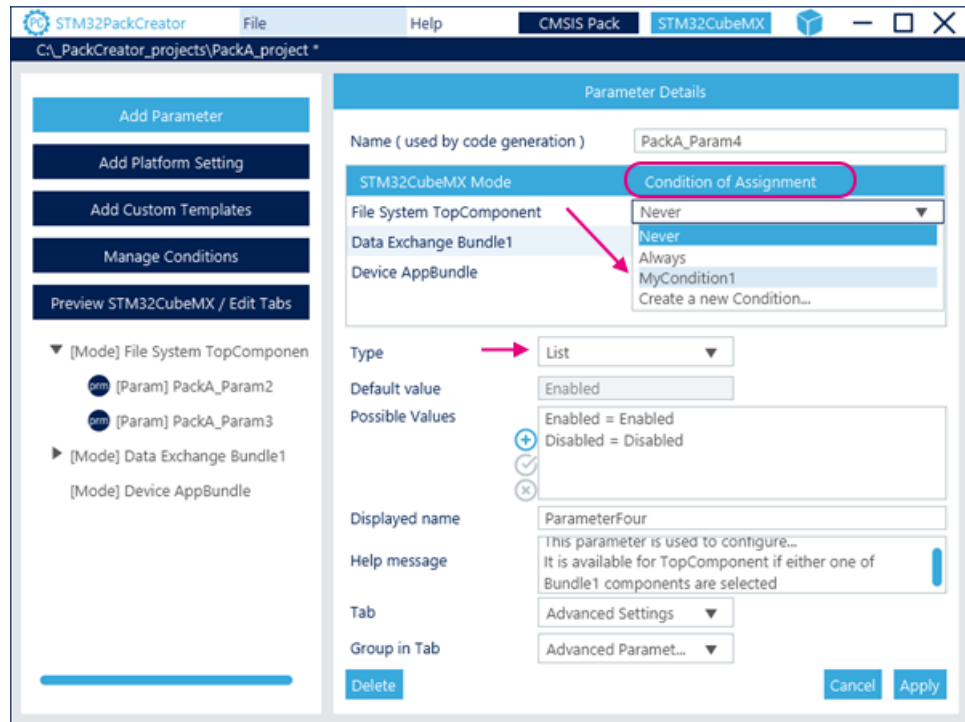 PC STM32PackCreator File Help CMSIS Pack STM32CubeMX
C:\_PackCreator_projects\PackA_project *
Add Parameter
Add Platform Setting
Add Custom Templates
Manage Conditions
Preview STM32CubeMX / Edit Tabs
[Mode] File System TopComponen
prm [Param] PackA_Param2
prm [Param] PackA_Param3
[Mode] Data Exchange Bundle1
[Mode] Device AppBundle
Parameter Details
Name ( used by code generation ) PackA_Param4
STM32CubeMX Mode Condition of Assignment
File System TopComponent Never
Data Exchange Bundle1 Never
Always
Device AppBundle MyCondition1
Create a new Condition...
Type List
Default value Enabled
Possible Values Enabled = Enabled
Disabled = Disabled
Displayed name ParameterFour
This parameter is used to configure...
Help message It is available for TopComponent if either one of
Bundle1 components are selected
Tab Advanced Settings
Group in Tab Advanced Paramet...
Delete Cancel Apply